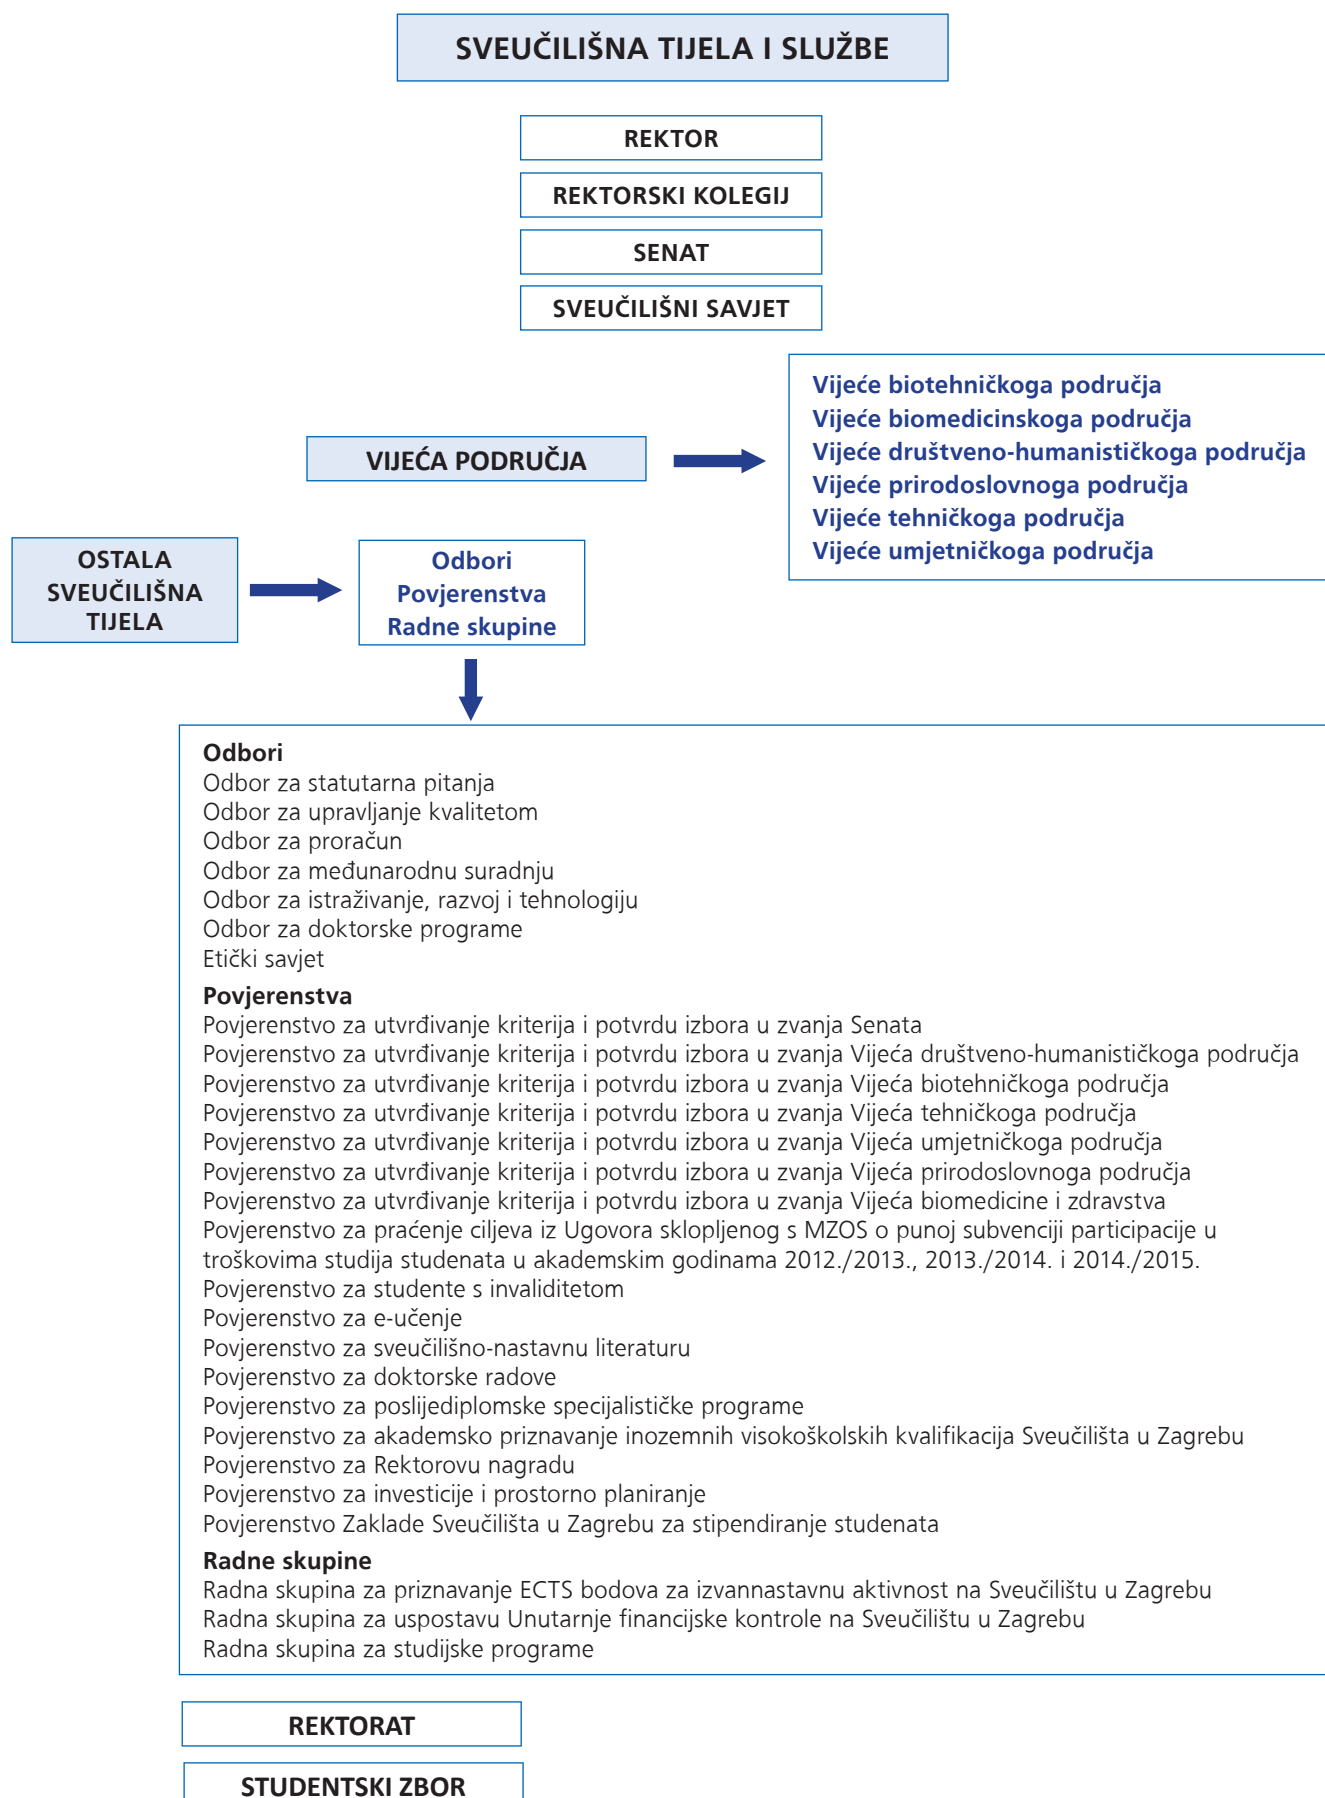 SVEUČILIŠNA TIJELA I SLUŽBE
REKTOR
REKTORSKI KOLEGIJ
SENAT
SVEUČILIŠNI SAVJET
VIJEĆA PODRUČJA
Vijeće biotehničkoga područja
Vijeće biomedicinskoga područja
Vijeće društveno-humanističkoga područja
Vijeće prirodoslovnoga područja
Vijeće tehničkoga područja
Vijeće umjetničkoga područja
OSTALA
SVEUČILIŠNA
TIJELA
Odbori
Povjerenstva
Radne skupine
Odbori
Odbor za statutarna pitanja
Odbor za upravljanje kvalitetom
Odbor za proračun
Odbor za međunarodnu suradnju
Odbor za istraživanje, razvoj i tehnologiju
Odbor za doktorske programe
Etički savjet
Povjerenstva
Povjerenstvo za utvrđivanje kriterija i potvrdu izbora u zvanja Senata
Povjerenstvo za utvrđivanje kriterija i potvrdu izbora u zvanja Vijeća društveno-humanističkoga područja
Povjerenstvo za utvrđivanje kriterija i potvrdu izbora u zvanja Vijeća biotehničkoga područja
Povjerenstvo za utvrđivanje kriterija i potvrdu izbora u zvanja Vijeća tehničkoga područja
Povjerenstvo za utvrđivanje kriterija i potvrdu izbora u zvanja Vijeća umjetničkoga područja
Povjerenstvo za utvrđivanje kriterija i potvrdu izbora u zvanja Vijeća prirodoslovnoga područja
Povjerenstvo za utvrđivanje kriterija i potvrdu izbora u zvanja Vijeća biomedicine i zdravstva
Povjerenstvo za praćenje ciljeva iz Ugovora sklopljenog s MZOS o punoj subvenciji participacije u
troškovima studija studenata u akademskim godinama 2012./2013., 2013./2014. i 2014./2015.
Povjerenstvo za studente s invaliditetom
Povjerenstvo za e-učenje
Povjerenstvo za sveučilišno-nastavnu literaturu
Povjerenstvo za doktorske radove
Povjerenstvo za poslijediplomske specijalističke programe
Povjerenstvo za akademsko priznavanje inozemnih visokoškolskih kvalifikacija Sveučilišta u Zagrebu
Povjerenstvo za Rektorovu nagradu
Povjerenstvo za investicije i prostorno planiranje
Povjerenstvo Zaklade Sveučilišta u Zagrebu za stipendiranje studenata
Radne skupine
Radna skupina za priznavanje ECTS bodova za izvannastavnu aktivnost na Sveučilištu u Zagrebu
Radna skupina za uspostavu Unutarnje financijske kontrole na Sveučilištu u Zagrebu
Radna skupina za studijske programe
REKTORAT
STUDENTSKI ZBOR